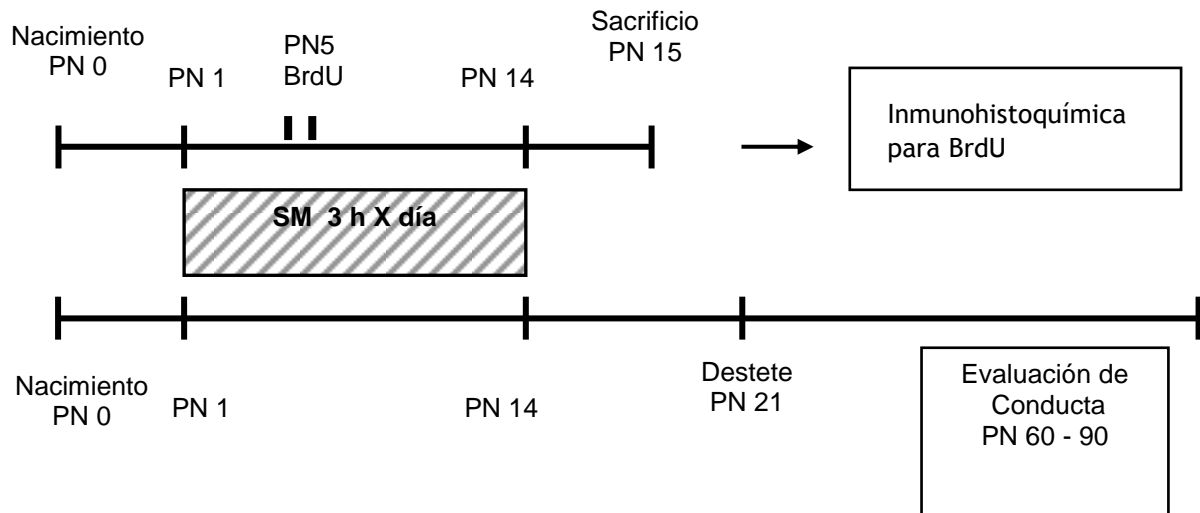 Nacimiento
PN 0
PN 1
PN5
BrdU
PN 14
Sacrificio
PN 15
Inmunohistoquímica
para BrdU
SM 3 h X día
Nacimiento
PN 0
PN 1
PN 14
Destete
PN 21
Evaluación de
Conducta
PN 60 - 90